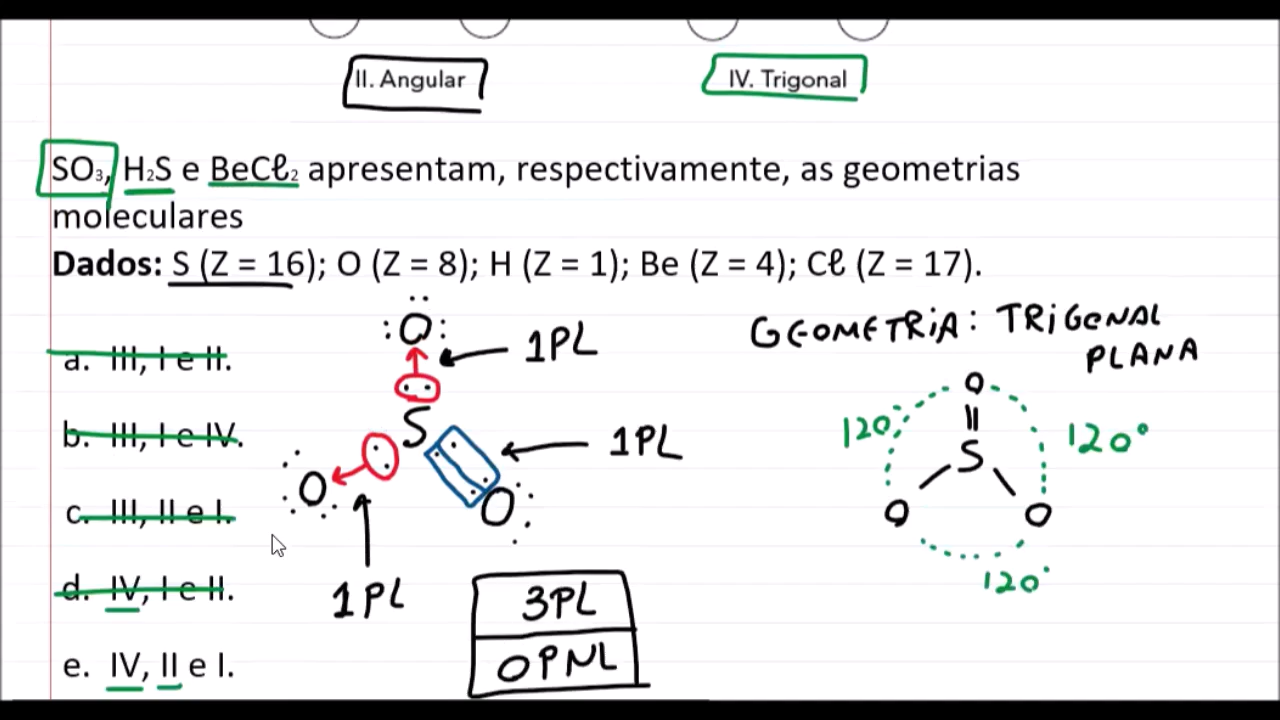 II. Angular
IV. Trigonal
SO₃, H₂S e BeCℓ₂ apresentam, respectivamente, as geometrias
moleculares
Dados: S (Z = 16); O (Z = 8); H (Z = 1); Be (Z = 4); Cℓ (Z = 17).
a. III, I e II.
b. III, I e IV.
c. III, II e I.
d. IV, I e II.
e. IV, II e I.
O
1PL
S
1PL
O
O
1PL
3PL
0PNL
GEOMETRIA: TRIGONAL
PLANA
O
120°
120°
S
O
O
120°